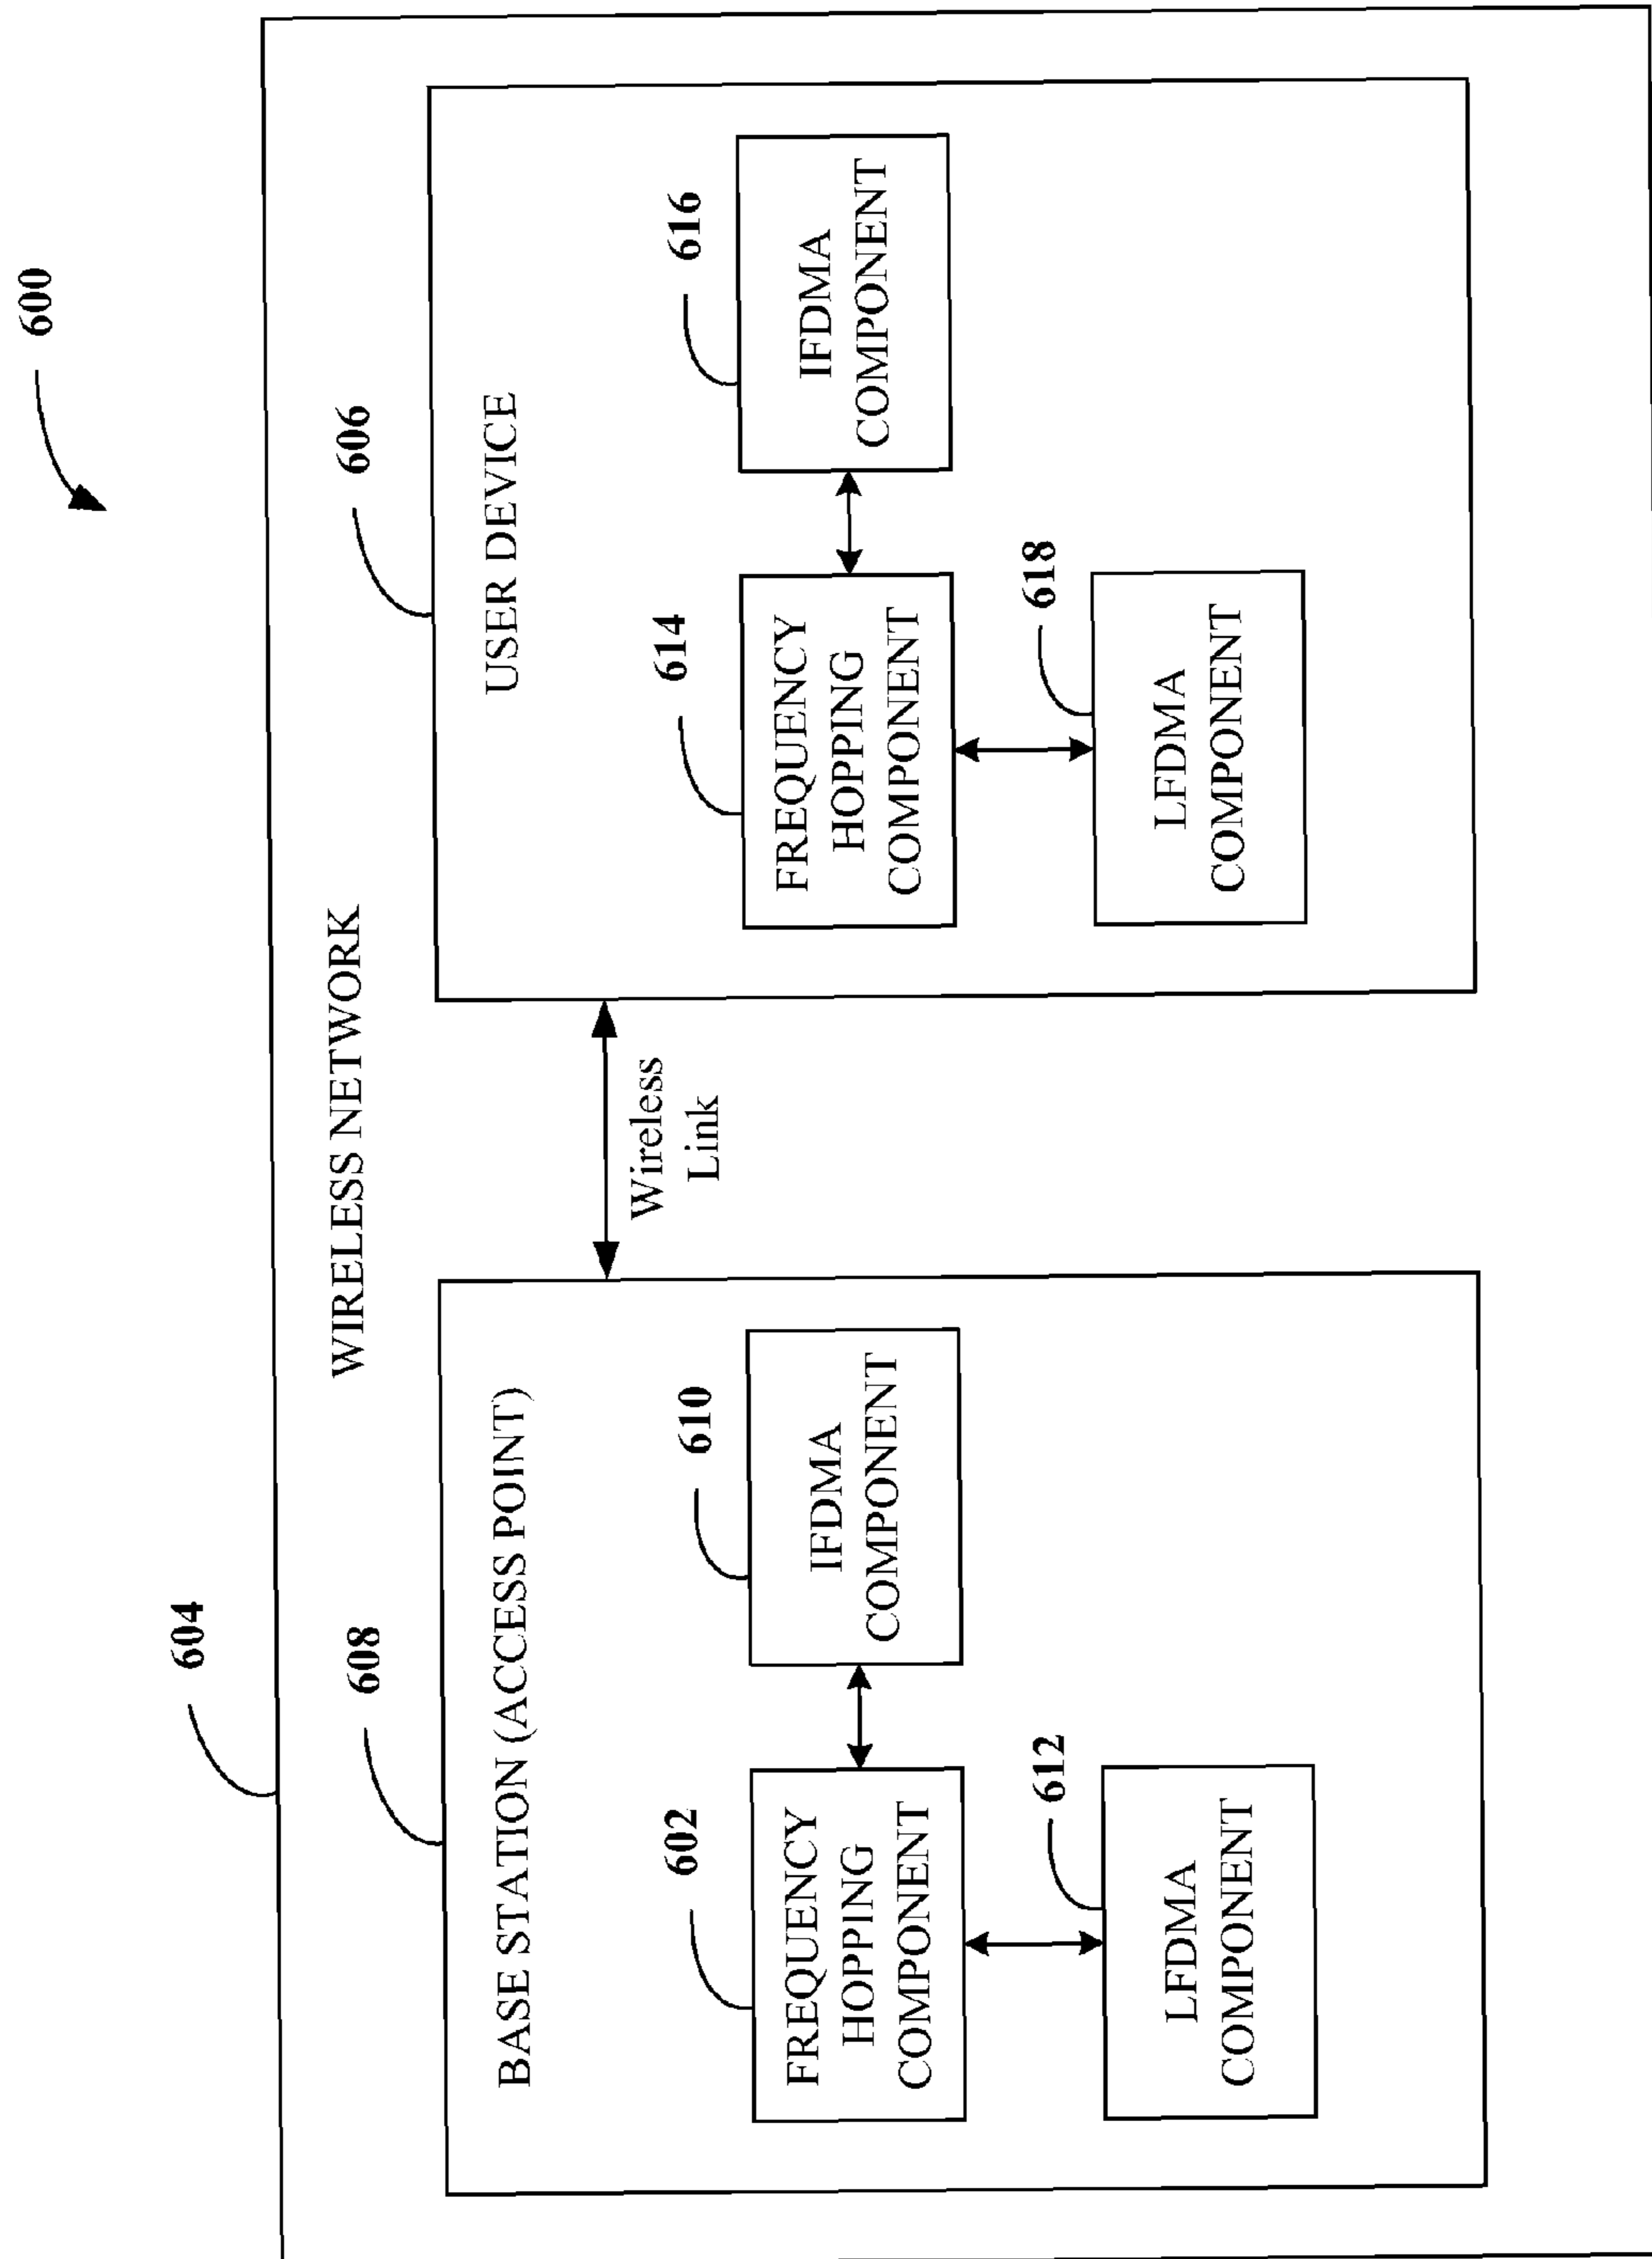 600
604
WIRELESS NETWORK
608
BASE STATION (ACCESS POINT)
602
FREQUENCY
HOPPING
COMPONENT
610
IFDMA
COMPONENT
612
LFDMA
COMPONENT
Wireless
Link
606
USER DEVICE
614
FREQUENCY
HOPPING
COMPONENT
616
IFDMA
COMPONENT
618
LFDMA
COMPONENT